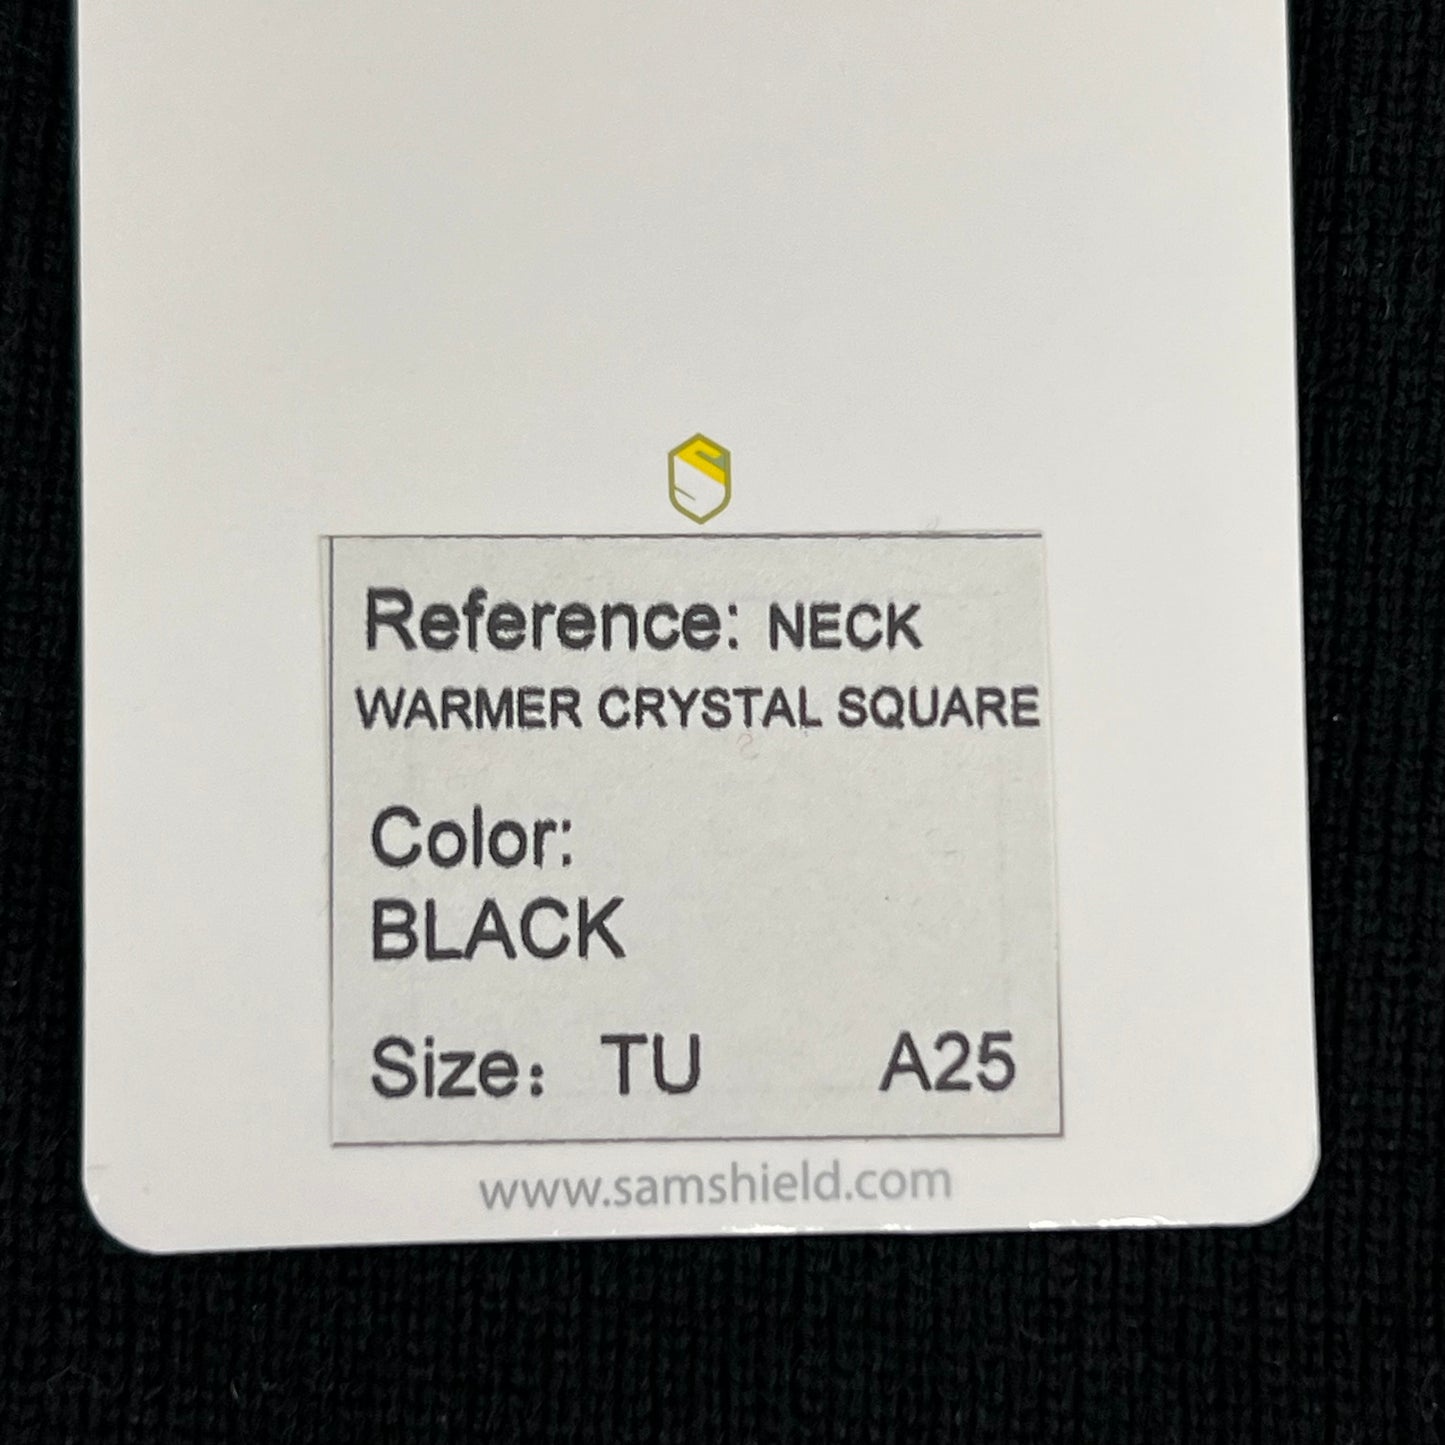 Reference: NECK
WARMER CRYSTAL SQUARE
Color:
BLACK
Size: TU A25
www.samshield.com